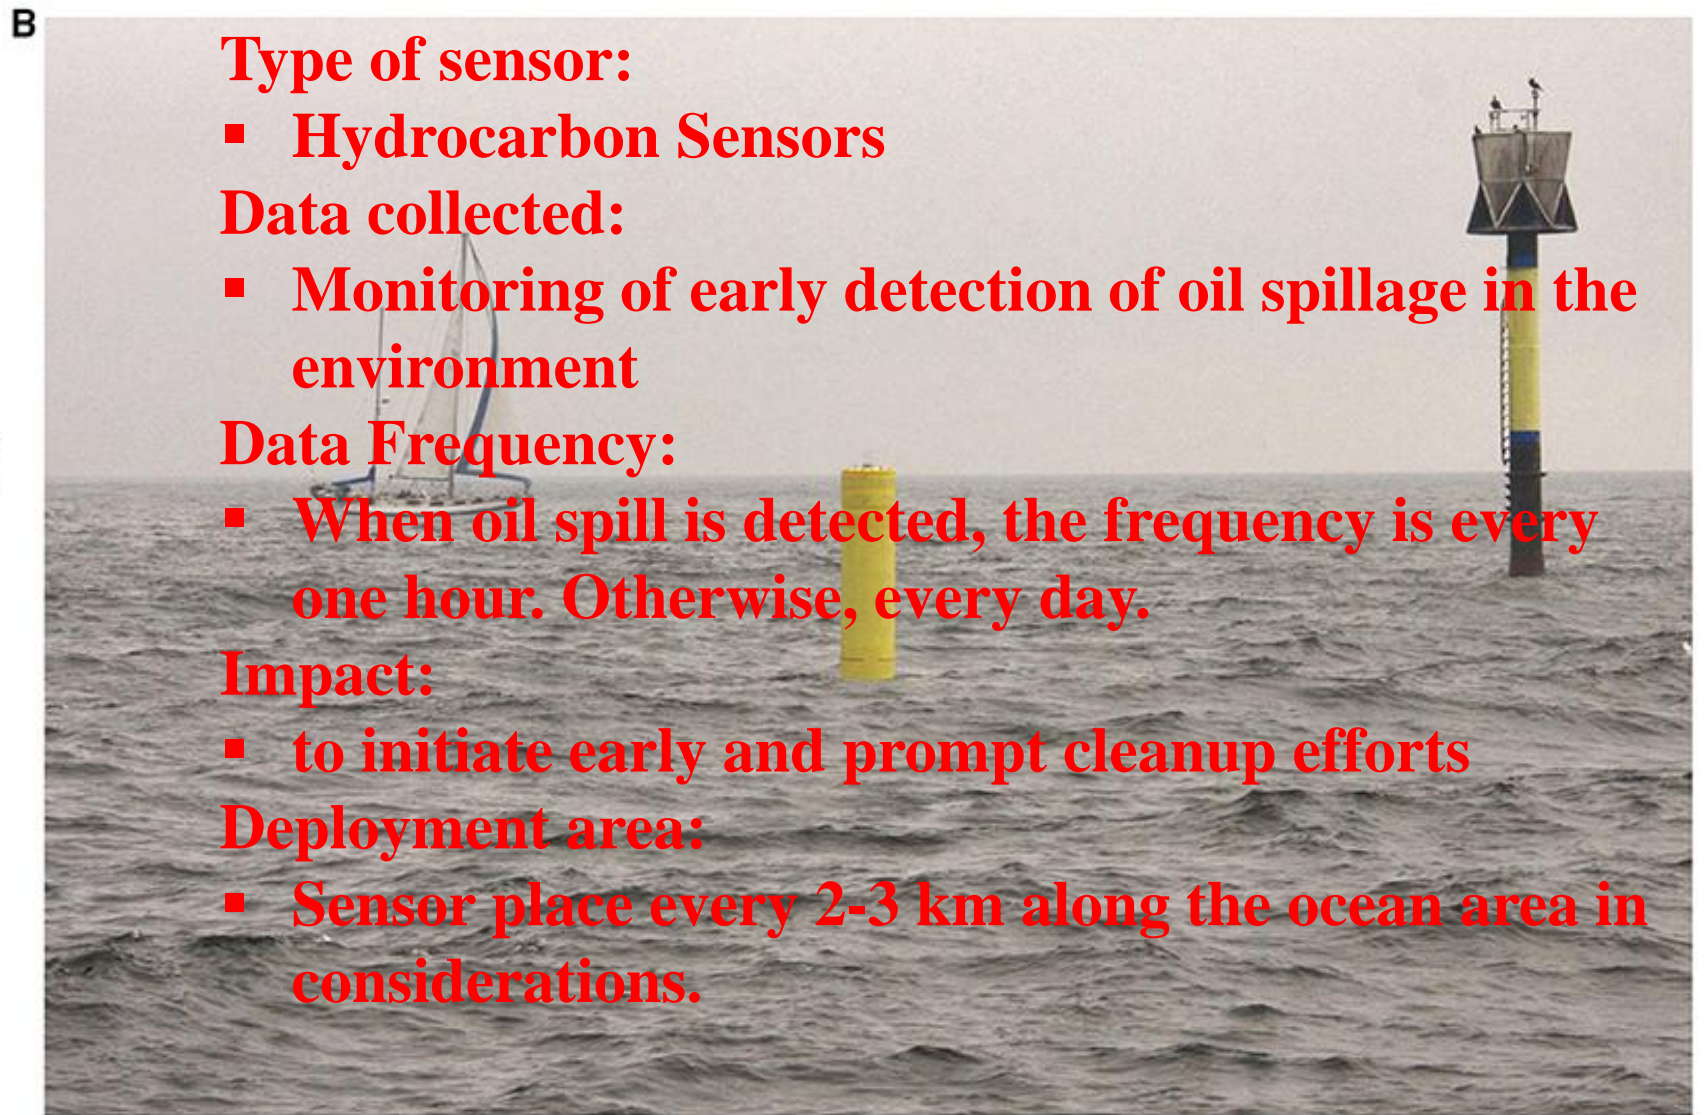 B
Type of sensor:
▪ Hydrocarbon Sensors
Data collected:
▪ Monitoring of early detection of oil spillage in the
environment
Data Frequency:
▪ When oil spill is detected, the frequency is every
one hour. Otherwise, every day.
Impact:
▪ to initiate early and prompt cleanup efforts
Deployment area:
▪ Sensor place every 2-3 km along the ocean area in
considerations.